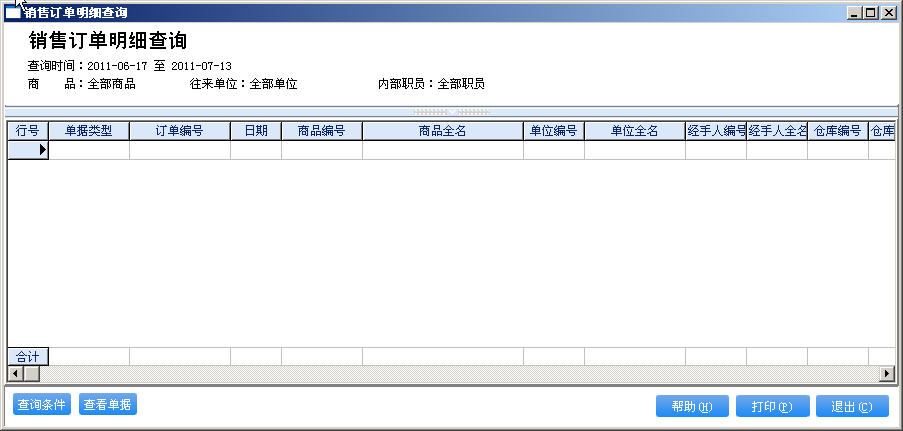 销售订单明细查询
销售订单明细查询
查询时间：2011-06-17 至 2011-07-13
商 品：全部商品 往来单位：全部单位 内部职员：全部职员
行号 单据类型 订单编号 日期 商品编号 商品全名 单位编号 单位全名 经手人编号 经手人全名 仓库编号 仓库
合计
查询条件 查看单据 帮助(H) 打印(P) 退出(C)